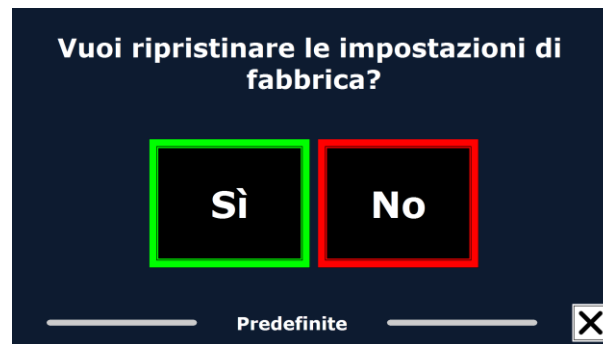 Vuoi ripristinare le impostazioni di
fabbrica?
Sì No
Predefinite